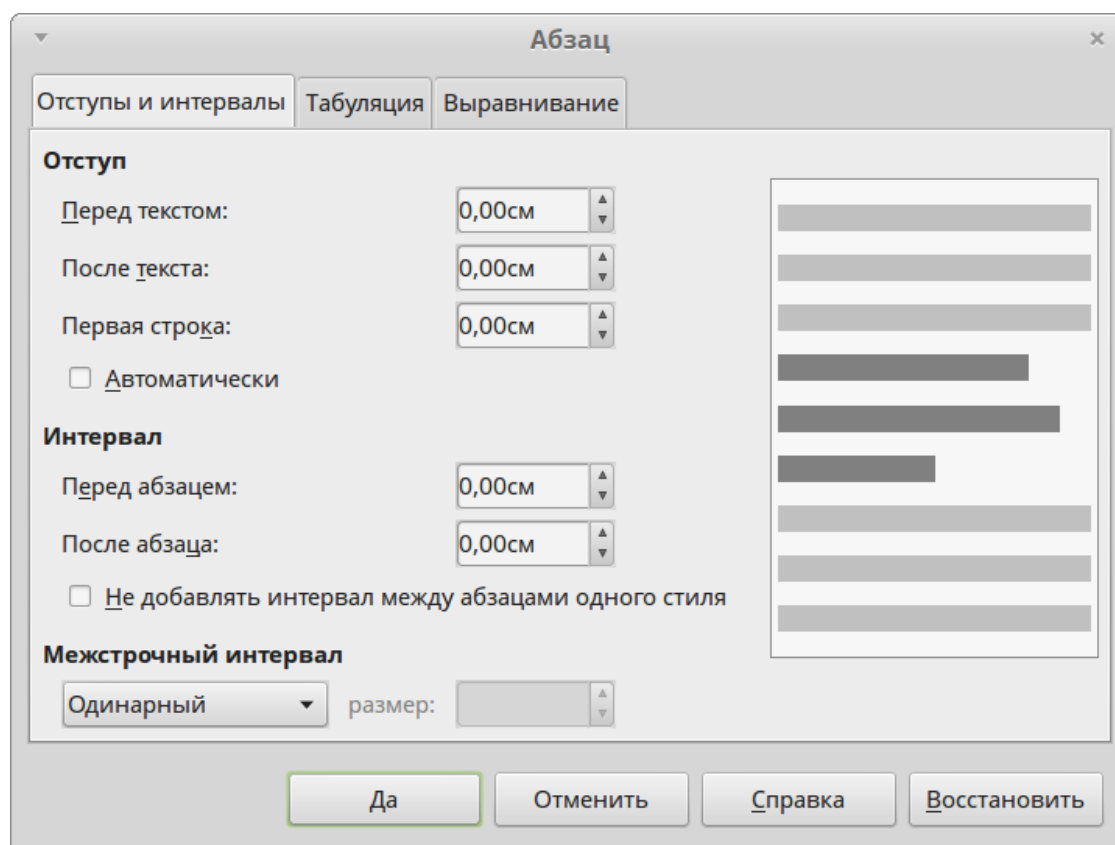 Абзац
Отступы и интервалы Табуляция Выравнивание
Отступ
Перед текстом: 0,00см
После текста: 0,00см
Первая строка: 0,00см
Автоматически
Интервал
Перед абзацем: 0,00см
После абзаца: 0,00см
Не добавлять интервал между абзацами одного стиля
Межстрочный интервал
Одинарный размер:
Да Отменить Справка Восстановить